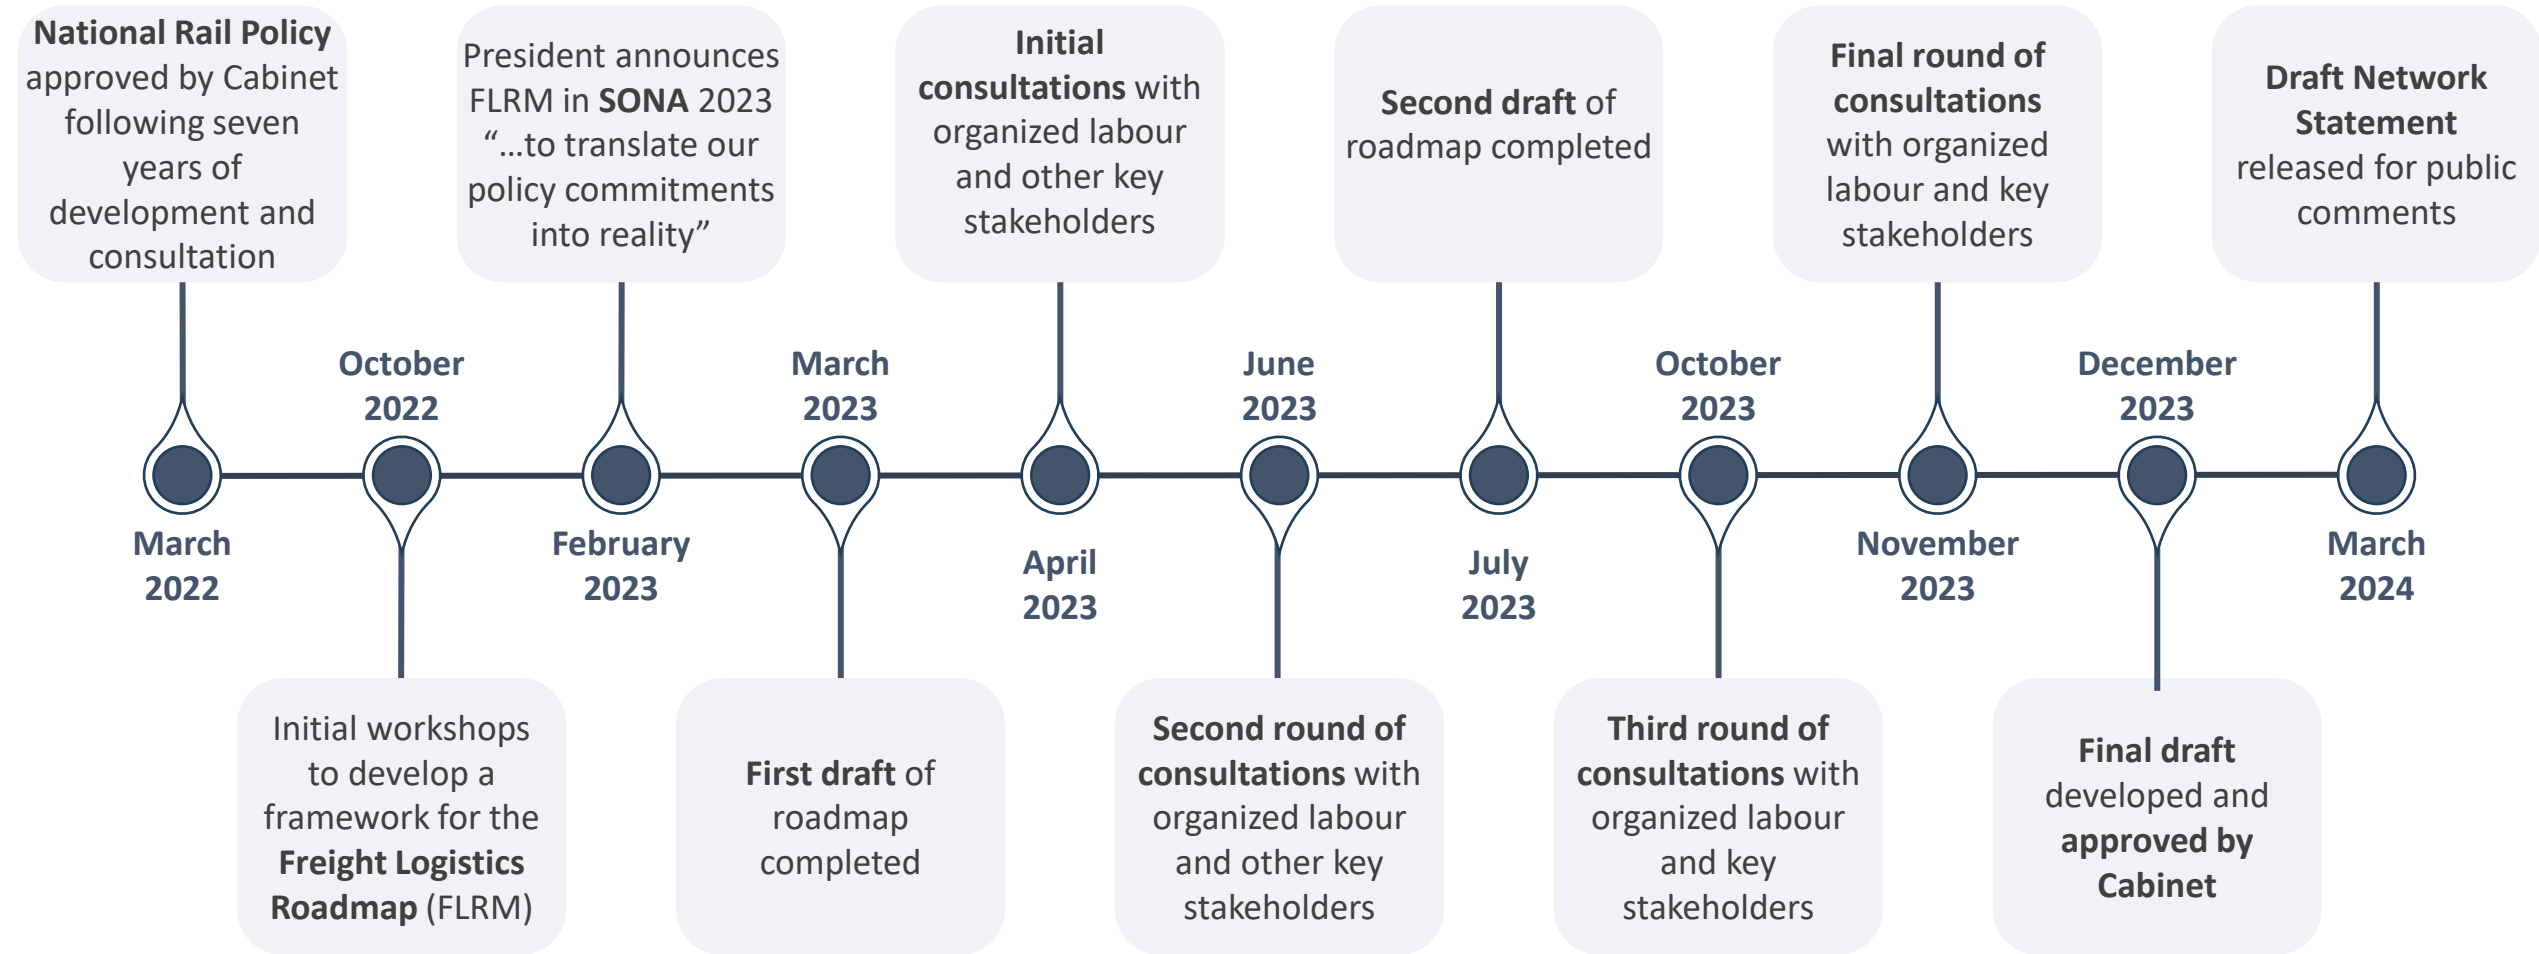 National Rail Policy
approved by Cabinet
following seven
years of
development and
consultation
President announces
FLRM in SONA 2023
“…to translate our
policy commitments
into reality”
Initial
consultations with
organized labour
and other key
stakeholders
Second draft of
roadmap completed
Final round of
consultations
with organized
labour and key
stakeholders
Draft Network
Statement
released for public
comments
October
2022
March
2023
June
2023
October
2023
December
2023
March
2022
February
2023
April
2023
July
2023
November
2023
March
2024
Initial workshops
to develop a
framework for the
Freight Logistics
Roadmap (FLRM)
First draft of
roadmap
completed
Second round of
consultations with
organized labour
and other key
stakeholders
Third round of
consultations with
organized labour
and key
stakeholders
Final draft
developed and
approved by
Cabinet